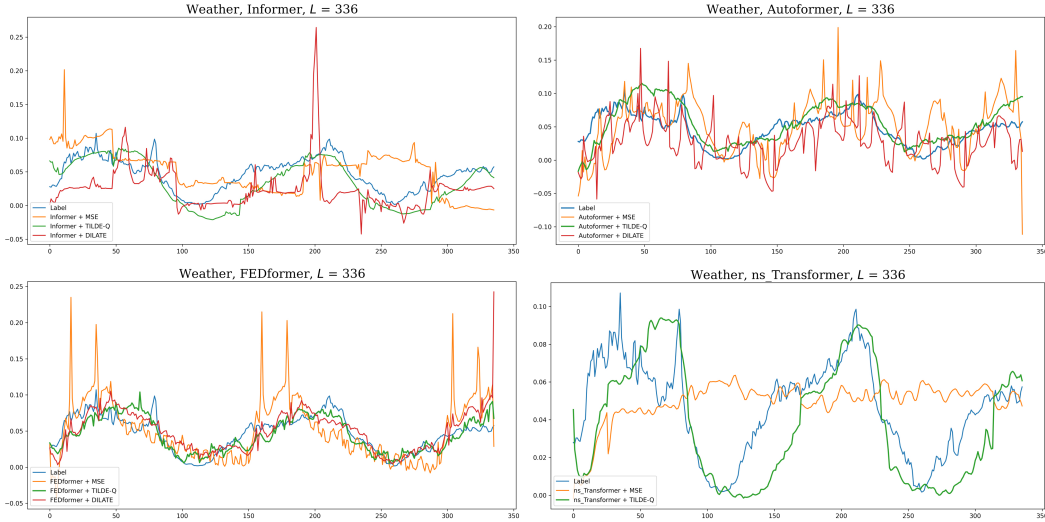 Weather, Informer, L = 336
0.25
0.20
0.15
0.10
0.05
0.00
−0.05
Label
Informer + MSE
Informer + TILDE-Q
Informer + DILATE
0 50 100 150 200 250 300 350
Weather, Autoformer, L = 336
0.20
0.15
0.10
0.05
0.00
−0.05
−0.10
Label
Autoformer + MSE
Autoformer + TILDE-Q
Autoformer + DILATE
0 50 100 150 200 250 300 350
Weather, FEDformer, L = 336
0.25
0.20
0.15
0.10
0.05
0.00
−0.05
Label
FEDformer + MSE
FEDformer + TILDE-Q
FEDformer + DILATE
0 50 100 150 200 250 300 350
Weather, ns_Transformer, L = 336
0.10
0.08
0.06
0.04
0.02
0.00
Label
ns_Transformer + MSE
ns_Transformer + TILDE-Q
0 50 100 150 200 250 300 350